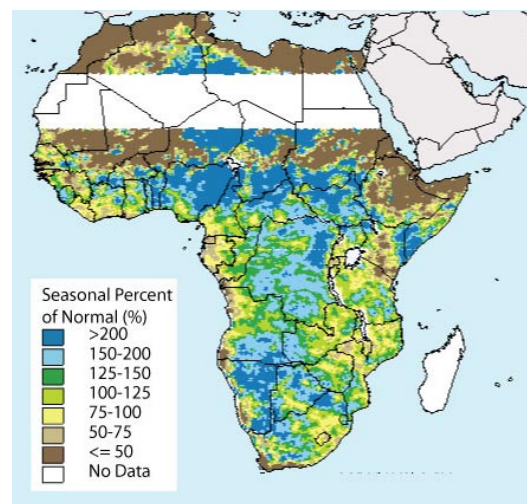 Seasonal Percent
of Normal (%)
>200
150-200
125-150
100-125
75-100
50-75
<= 50
No Data